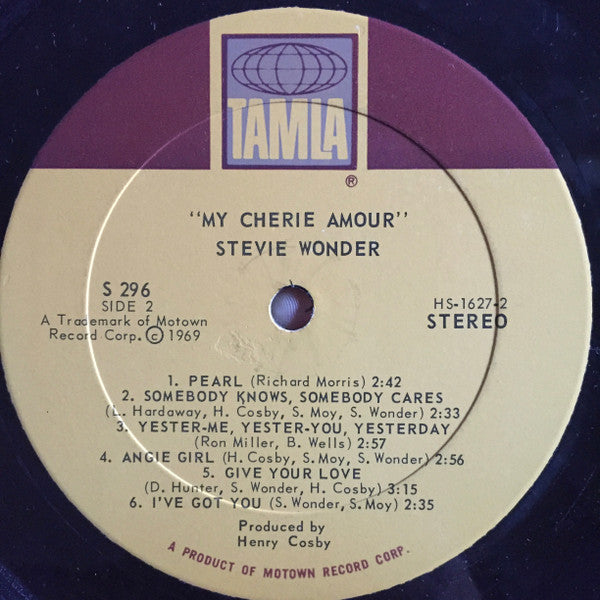 TAMLA
®
"MY CHERIE AMOUR"
STEVIE WONDER
S 296
SIDE 2
A Trademark of Motown
Record Corp. © 1969
HS-1627-2
STEREO
1. PEARL (Richard Morris) 2:42
2. SOMEBODY KNOWS, SOMEBODY CARES
(L. Hardaway, H. Cosby, S. Moy, S. Wonder) 2:33
3. YESTER-ME, YESTER-YOU, YESTERDAY
(Ron Miller, B. Wells) 2:57
4. ANGIE GIRL (H. Cosby, S. Moy, S. Wonder) 2:56
5. GIVE YOUR LOVE
(D. Hunter, S. Wonder, H. Cosby) 3:15
6. I'VE GOT YOU (S. Wonder, S. Moy) 2:35
Produced by
Henry Cosby
A PRODUCT OF MOTOWN RECORD CORP.